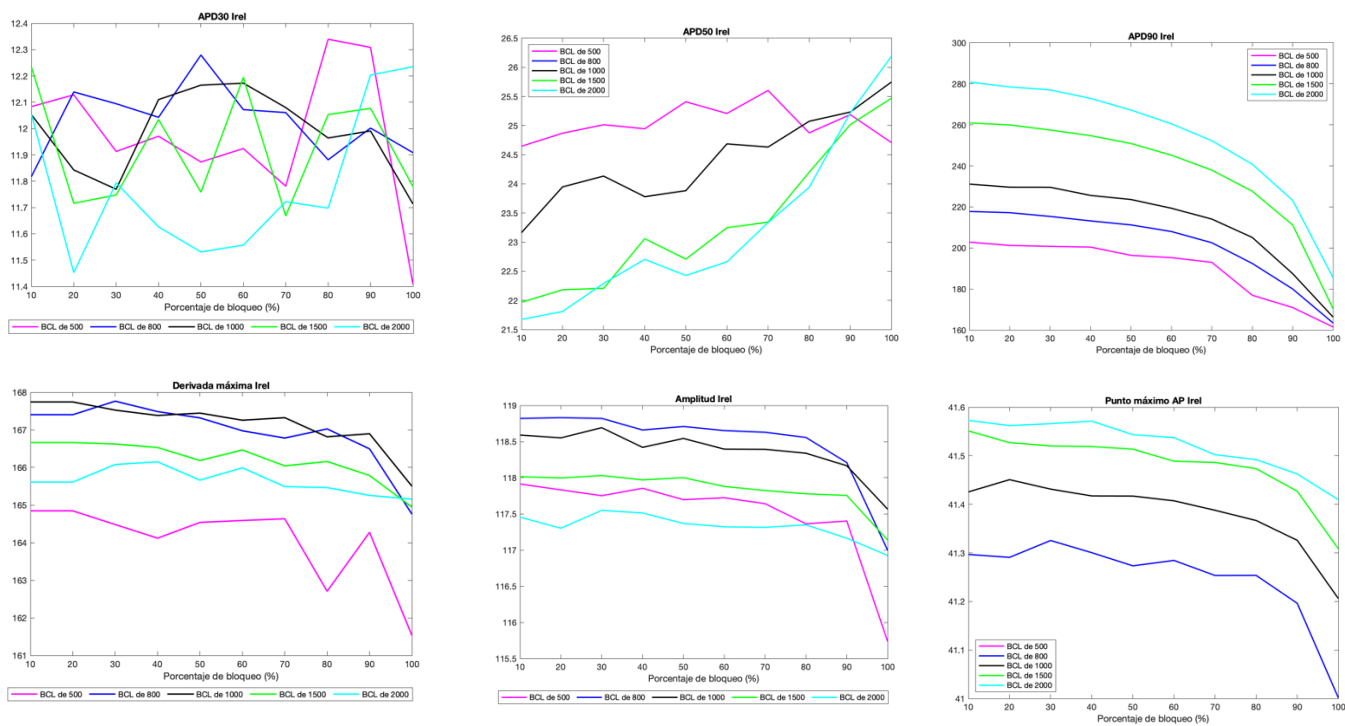 APD30 Irel
12.4
12.3
12.2
12.1
12
11.9
11.8
11.7
11.6
11.5
11.4
10 20 30 40 50 60 70 80 90 100
Porcentaje de bloqueo (%)
BCL de 500 BCL de 800 BCL de 1000 BCL de 1500 BCL de 2000
APD50 Irel
26.5
26
25.5
25
24.5
24
23.5
23
22.5
22
21.5
BCL de 500
BCL de 800
BCL de 1000
BCL de 1500
BCL de 2000
10 20 30 40 50 60 70 80 90 100
Porcentaje de bloqueo (%)
APD90 Irel
300
280
260
240
220
200
180
160
BCL de 500
BCL de 800
BCL de 1000
BCL de 1500
BCL de 2000
10 20 30 40 50 60 70 80 90 100
Porcentaje de bloqueo (%)
Derivada máxima Irel
168
167
166
165
164
163
162
161
10 20 30 40 50 60 70 80 90 100
Porcentaje de bloqueo (%)
BCL de 500 BCL de 800 BCL de 1000 BCL de 1500 BCL de 2000
Amplitud Irel
119
118.5
118
117.5
117
116.5
116
115.5
10 20 30 40 50 60 70 80 90 100
Porcentaje de bloqueo (%)
BCL de 500 BCL de 800 BCL de 1000 BCL de 1500 BCL de 2000
Punto máximo AP Irel
41.6
41.5
41.4
41.3
41.2
41.1
41
BCL de 500
BCL de 800
BCL de 1000
BCL de 1500
BCL de 2000
10 20 30 40 50 60 70 80 90 100
Porcentaje de bloqueo (%)